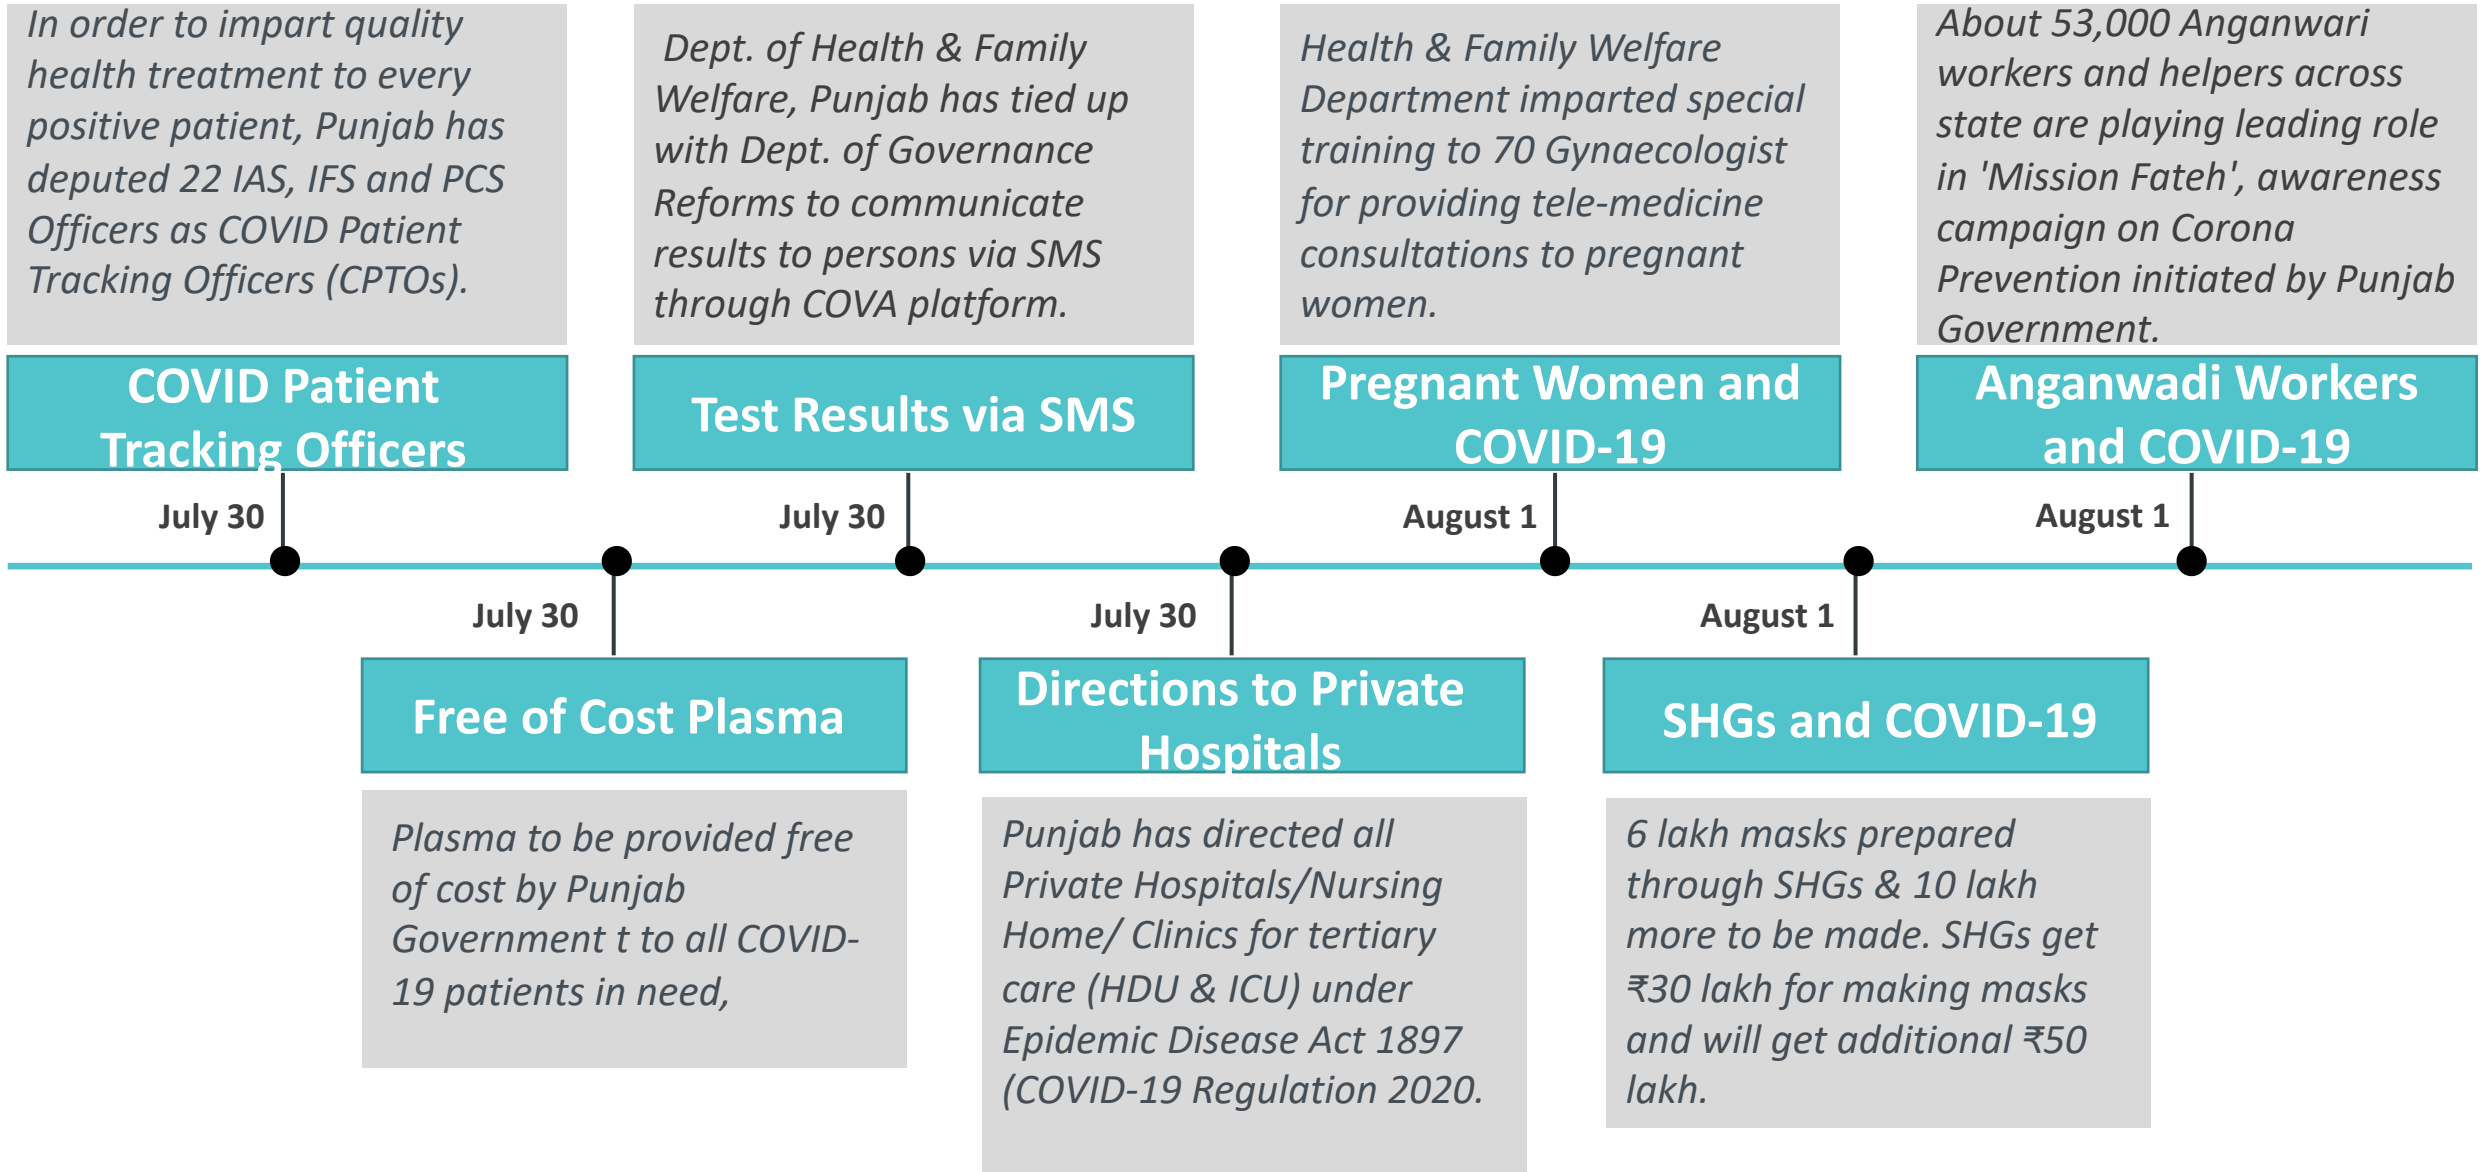 In order to impart quality
health treatment to every
positive patient, Punjab has
deputed 22 IAS, IFS and PCS
Officers as COVID Patient
Tracking Officers (CPTOs).
COVID Patient
Tracking Officers
July 30
Dept. of Health & Family
Welfare, Punjab has tied up
with Dept. of Governance
Reforms to communicate
results to persons via SMS
through COVA platform.
Test Results via SMS
July 30
Health & Family Welfare
Department imparted special
training to 70 Gynaecologist
for providing tele-medicine
consultations to pregnant
women.
Pregnant Women and
COVID-19
August 1
About 53,000 Anganwari
workers and helpers across
state are playing leading role
in 'Mission Fateh', awareness
campaign on Corona
Prevention initiated by Punjab
Government.
Anganwadi Workers
and COVID-19
August 1
July 30
Free of Cost Plasma
Plasma to be provided free
of cost by Punjab
Government t to all COVID-
19 patients in need,
July 30
Directions to Private
Hospitals
Punjab has directed all
Private Hospitals/Nursing
Home/ Clinics for tertiary
care (HDU & ICU) under
Epidemic Disease Act 1897
(COVID-19 Regulation 2020.
August 1
SHGs and COVID-19
6 lakh masks prepared
through SHGs & 10 lakh
more to be made. SHGs get
₹30 lakh for making masks
and will get additional ₹50
lakh.